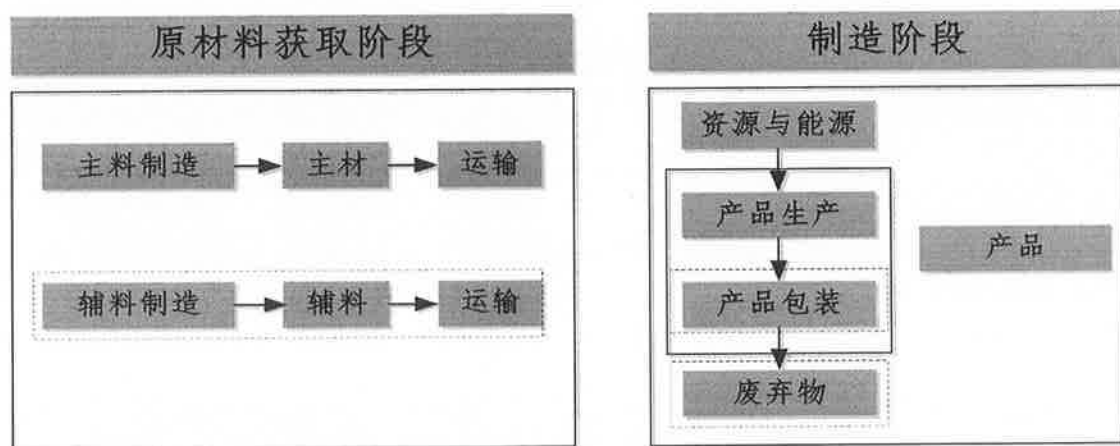 原材料获取阶段
主料制造 主材 运输
辅料制造 辅料 运输
制造阶段
资源与能源
产品生产
产品
产品包装
废弃物